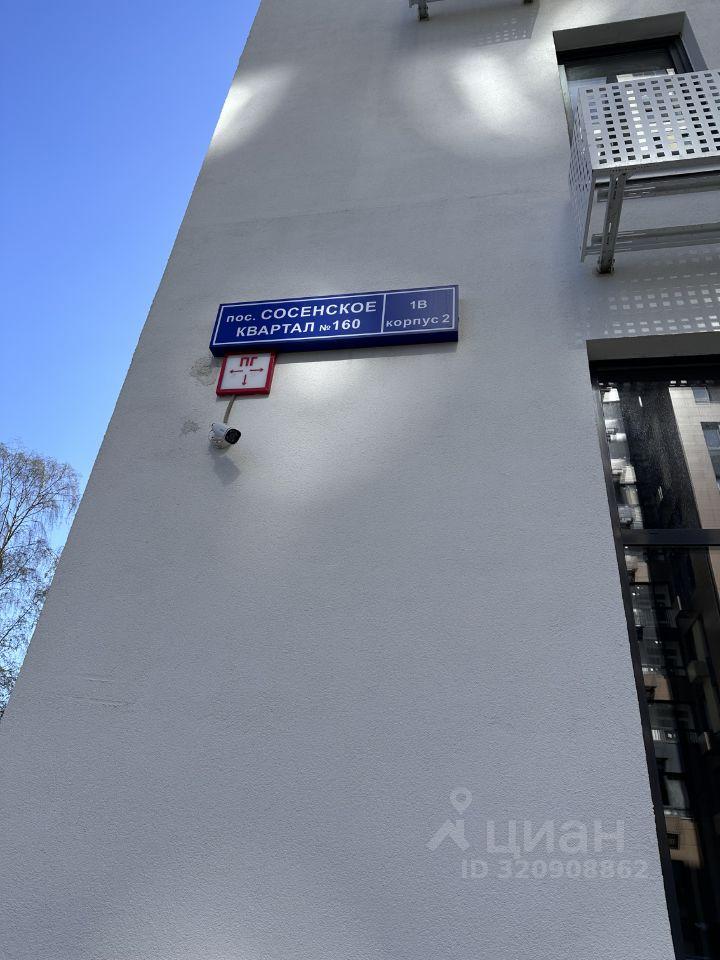 пос. СОСЕНСКОЕ
КВАРТАЛ №160
1В
корпус 2
ПГ
циан
ID 320908862